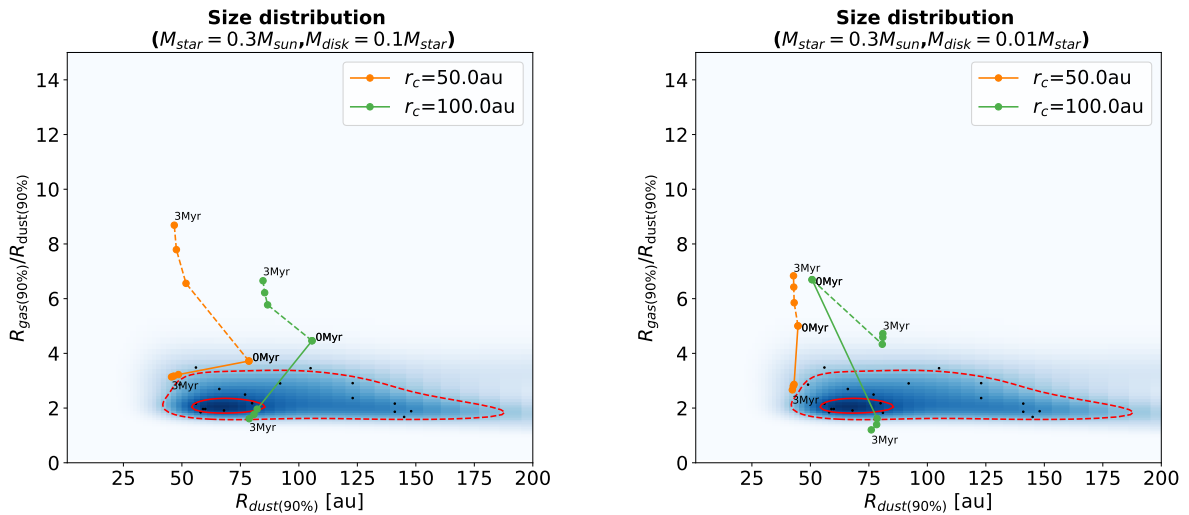 Size distribution
(M_star = 0.3M_sun, M_disk = 0.1M_star)
14
12
10
8
6
4
2
0
R_gas(90%)/R_dust(90%)
r_c=50.0au
r_c=100.0au
3Myr
3Myr
0Myr
0Myr
3Myr
3Myr
25 50 75 100 125 150 175 200
R_dust(90%) [au]
Size distribution
(M_star = 0.3M_sun, M_disk = 0.01M_star)
14
12
10
8
6
4
2
0
R_gas(90%)/R_dust(90%)
r_c=50.0au
r_c=100.0au
3Myr
0Myr
0Myr
3Myr
3Myr
3Myr
25 50 75 100 125 150 175 200
R_dust(90%) [au]